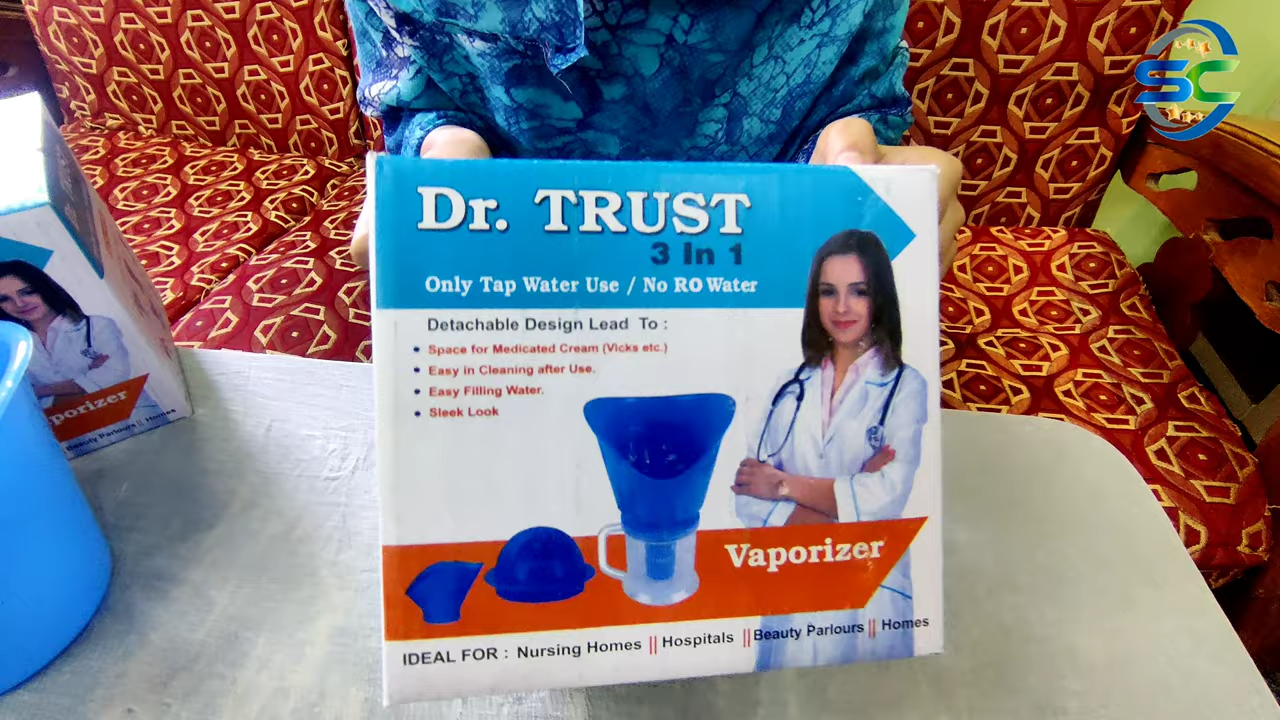 SC
Dr. TRUST
3 In 1
Only Tap Water Use / No RO Water
Detachable Design Lead To :
Space for Medicated Cream (Vicks etc.)
Easy in Cleaning after Use.
Easy Filling Water.
Sleek Look
Vaporizer
IDEAL FOR : Nursing Homes || Hospitals || Beauty Parlours || Homes
porizer
Beauty Parlours || Homes